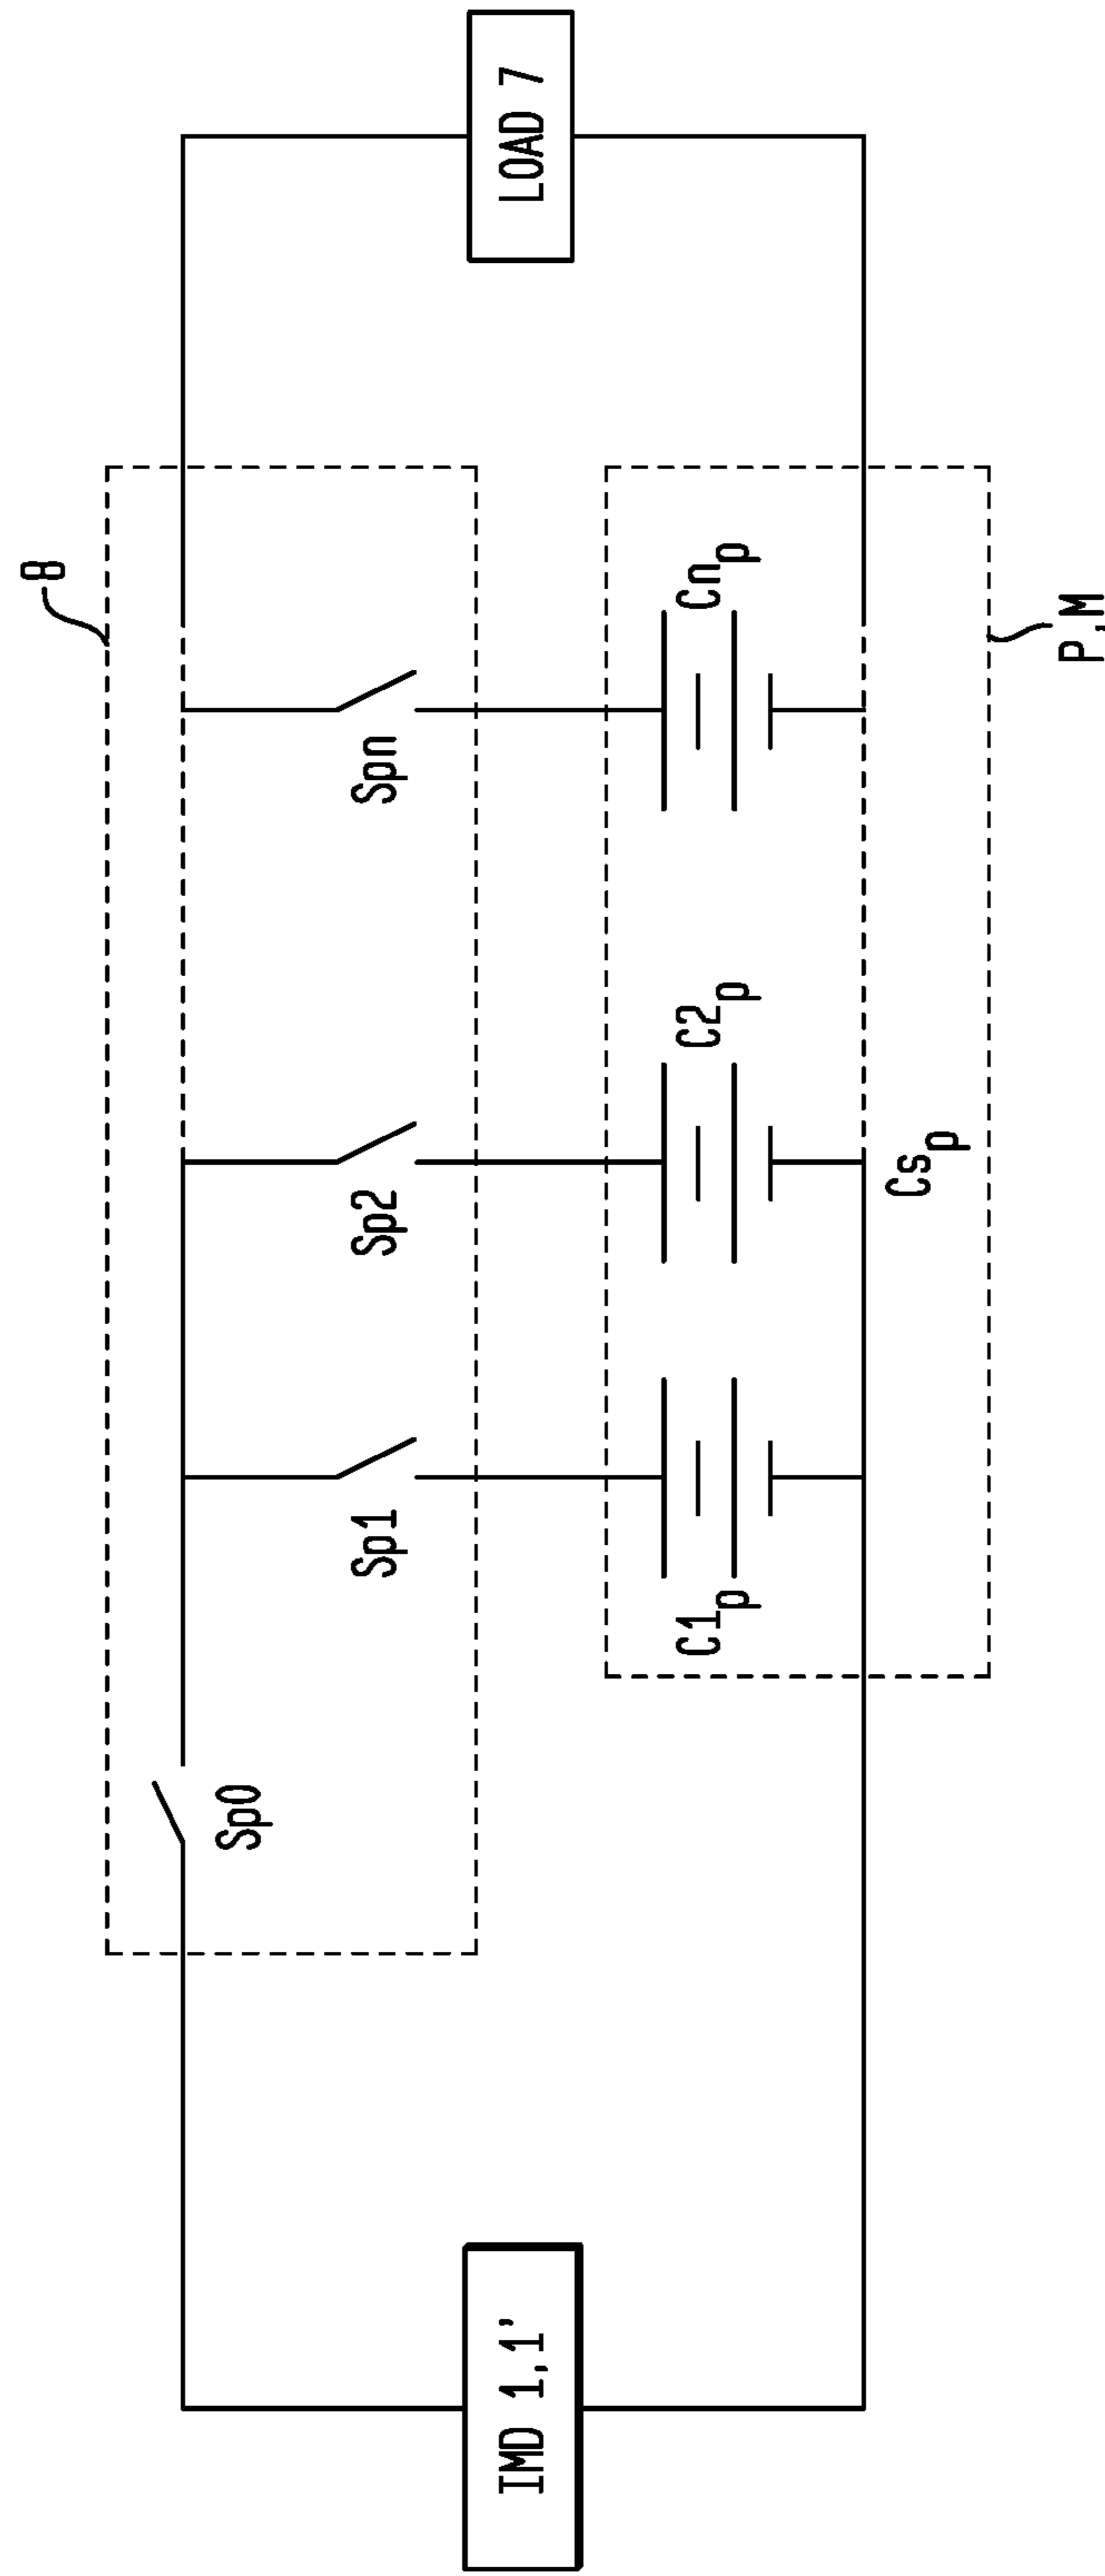 8
Sp0
Sp1
Sp2
Spn
IMD 1,1'
LOAD 7
C1p
C2p
Cnp
Csp
P,M